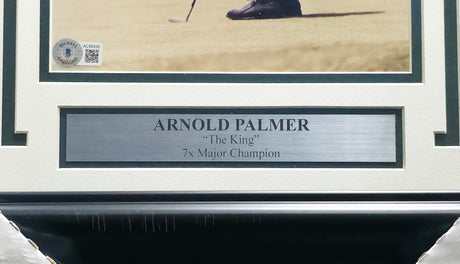 ARNOLD PALMER
“The King”
7x Major Champion